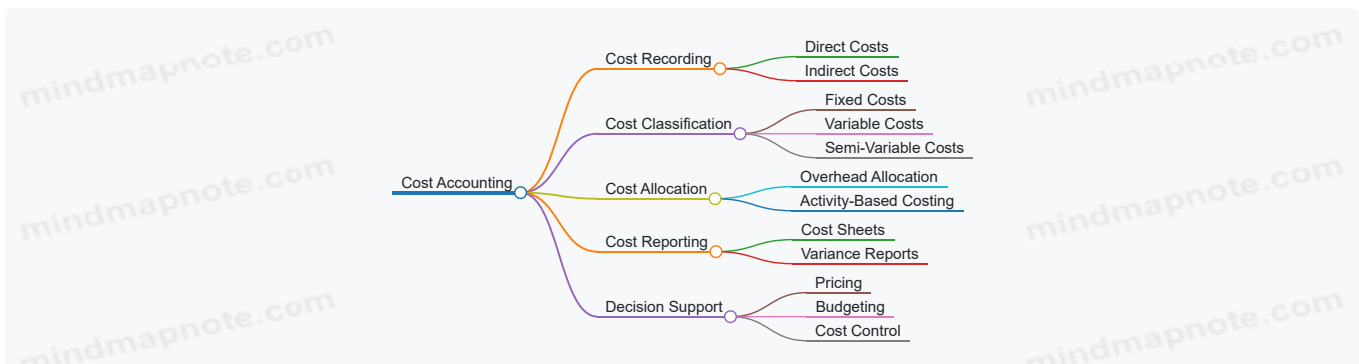 mindmapnote.com
mindmapnote.com
Cost Accounting
Cost Recording
Direct Costs
Indirect Costs
Cost Classification
Fixed Costs
Variable Costs
Semi-Variable Costs
Cost Allocation
Overhead Allocation
Activity-Based Costing
Cost Reporting
Cost Sheets
Variance Reports
Decision Support
Pricing
Budgeting
Cost Control
mindmapnote.com
mindmapnote.com
mindmapnote.com
mindmapnote.com